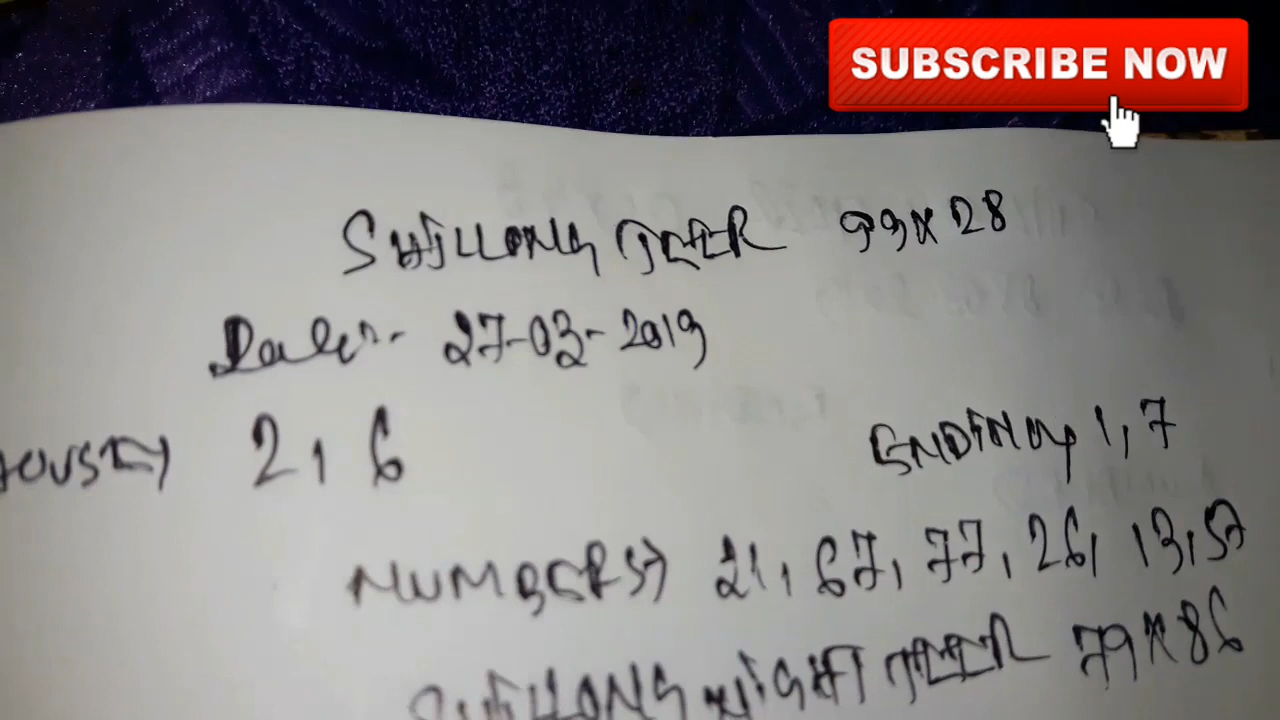 SUBSCRIBE NOW
SHILLONG TEER 99X28
Date:- 27-03-2019
HOUSE→ 2, 6
ENDING 1, 7
NUMBERS→ 21, 67, 77, 26, 13, 57
SHILLONG NIGHT TEER 79X86